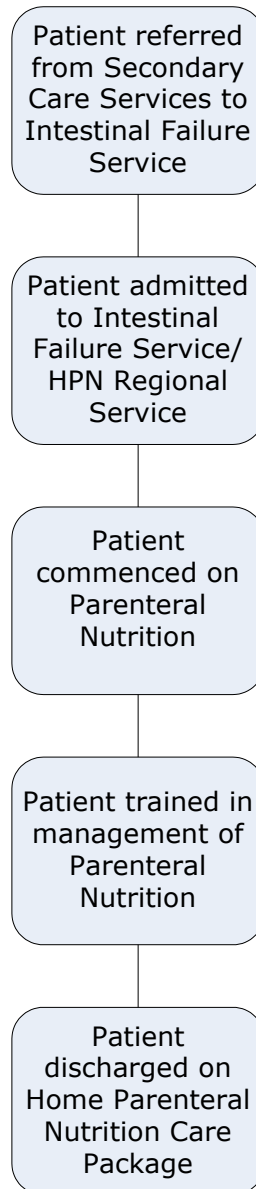 Patient referred
from Secondary
Care Services to
Intestinal Failure
Service
Patient admitted
to Intestinal
Failure Service/
HPN Regional
Service
Patient
commenced on
Parenteral
Nutrition
Patient trained in
management of
Parenteral
Nutrition
Patient
discharged on
Home Parenteral
Nutrition Care
Package